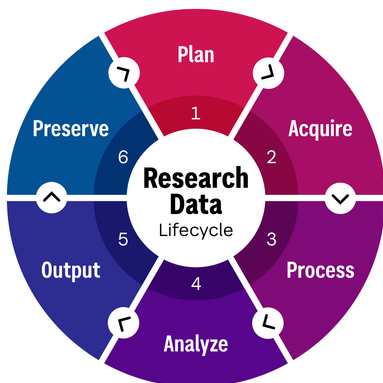 Plan
1
Acquire
2
Process
3
Analyze
4
Output
5
Preserve
6
Research
Data
Lifecycle